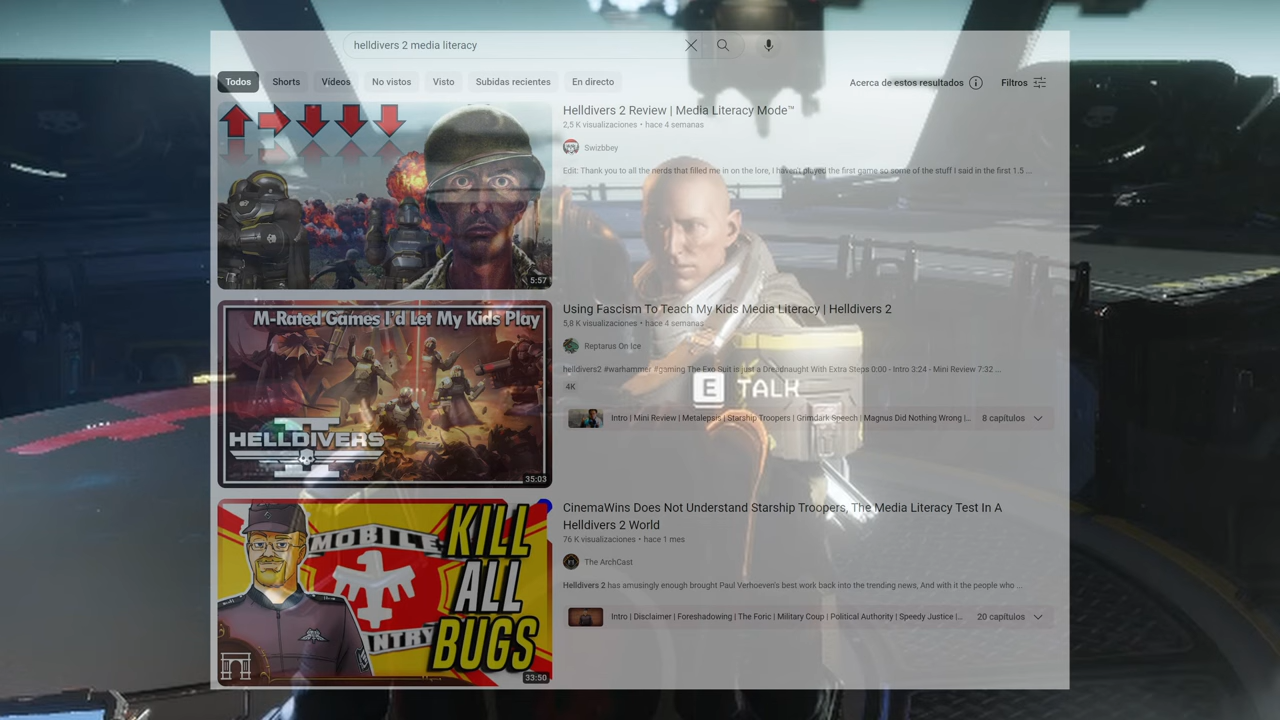 helldivers 2 media literacy
Todos
Shorts
Vídeos
No vistos
Visto
Subidas recientes
En directo
Acerca de estos resultados
Filtros
Helldivers 2 Review | Media Literacy Mode™
2,5 K visualizaciones • hace 4 semanas
Swizbbey
Edit: Thank you to all the nerds that filled me in on the lore, I haven't played the first game so some of the stuff I said in the first 1.5 ...
5:57
M-Rated Games I'd Let My Kids Play
HELLDIVERS
II
35:03
Using Fascism To Teach My Kids Media Literacy | Helldivers 2
5,8 K visualizaciones • hace 4 semanas
Reptarus On Ice
helldivers2 #warhammer #gaming The Exo Suit is just a Dreadnaught With Extra Steps 0:00 - Intro 3:24 - Mini Review 7:32 ...
4K
E TALK
Intro | Mini Review | Metalepsis | Starship Troopers | Grimdark Speech | Magnus Did Nothing Wrong |...
8 capítulos
MOBILE
ANTRY
KILL
ALL
BUGS
33:50
CinemaWins Does Not Understand Starship Troopers, The Media Literacy Test In A
Helldivers 2 World
76 K visualizaciones • hace 1 mes
The ArchCast
Helldivers 2 has amusingly enough brought Paul Verhoeven's best work back into the trending news, And with it the people who ...
Intro | Disclaimer | Foreshadowing | The Foric | Military Coup | Political Authority | Speedy Justice |...
20 capítulos